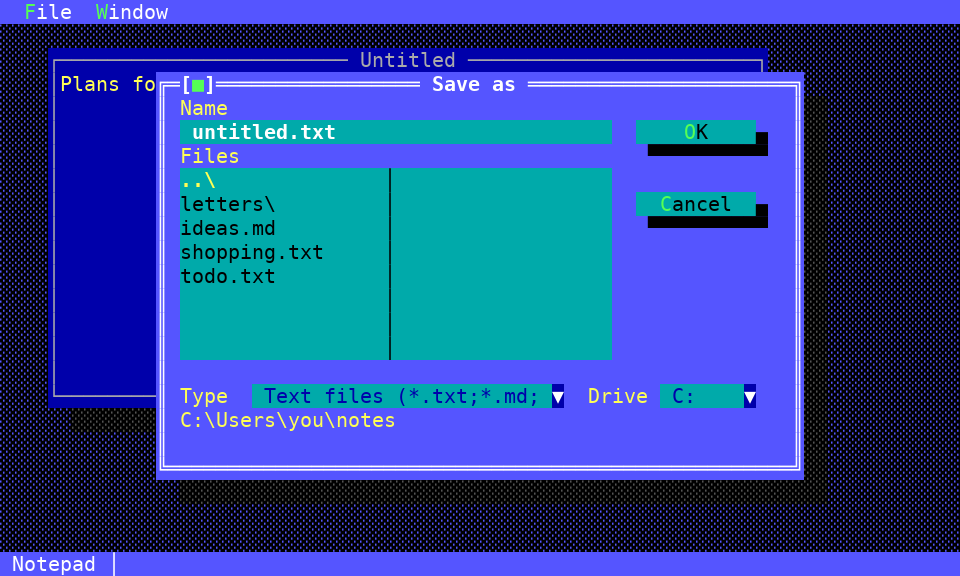 File  Window
Untitled
Plans fo
[■] Save as
Name
untitled.txt
OK
Files
..\
letters\
Cancel
ideas.md
shopping.txt
todo.txt
Type  Text files (*.txt;*.md; ▼  Drive  C: ▼
C:\Users\you\notes
Notepad